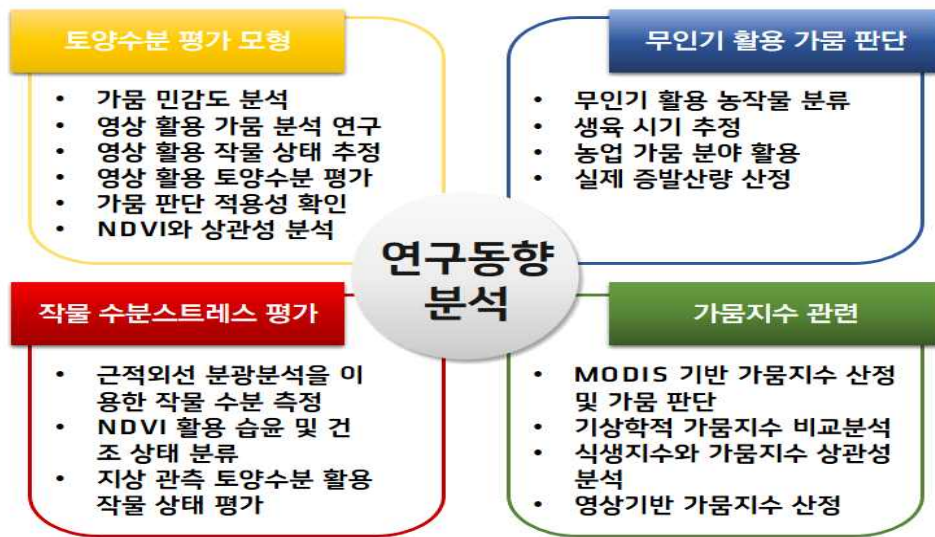 토양수분 평가 모형
• 가뭄 민감도 분석
• 영상 활용 가뭄 분석 연구
• 영상 활용 작물 상태 추정
• 영상 활용 토양수분 평가
• 가뭄 판단 적용성 확인
• NDVI와 상관성 분석
무인기 활용 가뭄 판단
• 무인기 활용 농작물 분류
• 생육 시기 추정
• 농업 가뭄 분야 활용
• 실제 증발산량 산정
연구동향
분석
작물 수분스트레스 평가
• 근적외선 분광분석을 이
용한 작물 수분 측정
• NDVI 활용 습윤 및 건
조 상태 분류
• 지상 관측 토양수분 활용
작물 상태 평가
가뭄지수 관련
• MODIS 기반 가뭄지수 산정
및 가뭄 판단
• 기상학적 가뭄지수 비교분석
• 식생지수와 가뭄지수 상관성
분석
• 영상기반 가뭄지수 산정